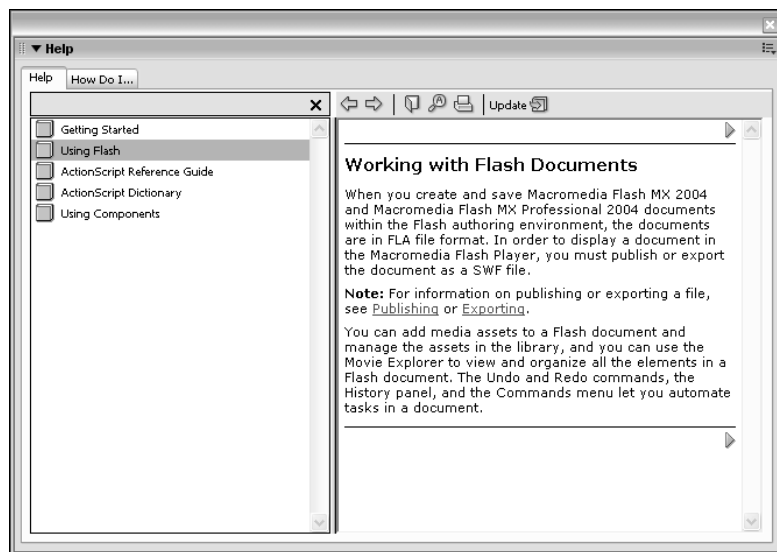 Help
Help
How Do I...
Update
Getting Started
Using Flash
ActionScript Reference Guide
ActionScript Dictionary
Using Components
Working with Flash Documents
When you create and save Macromedia Flash MX 2004
and Macromedia Flash MX Professional 2004 documents
within the Flash authoring environment, the documents
are in FLA file format. In order to display a document in
the Macromedia Flash Player, you must publish or export
the document as a SWF file.
Note: For information on publishing or exporting a file,
see Publishing or Exporting.
You can add media assets to a Flash document and
manage the assets in the library, and you can use the
Movie Explorer to view and organize all the elements in a
Flash document. The Undo and Redo commands, the
History panel, and the Commands menu let you automate
tasks in a document.